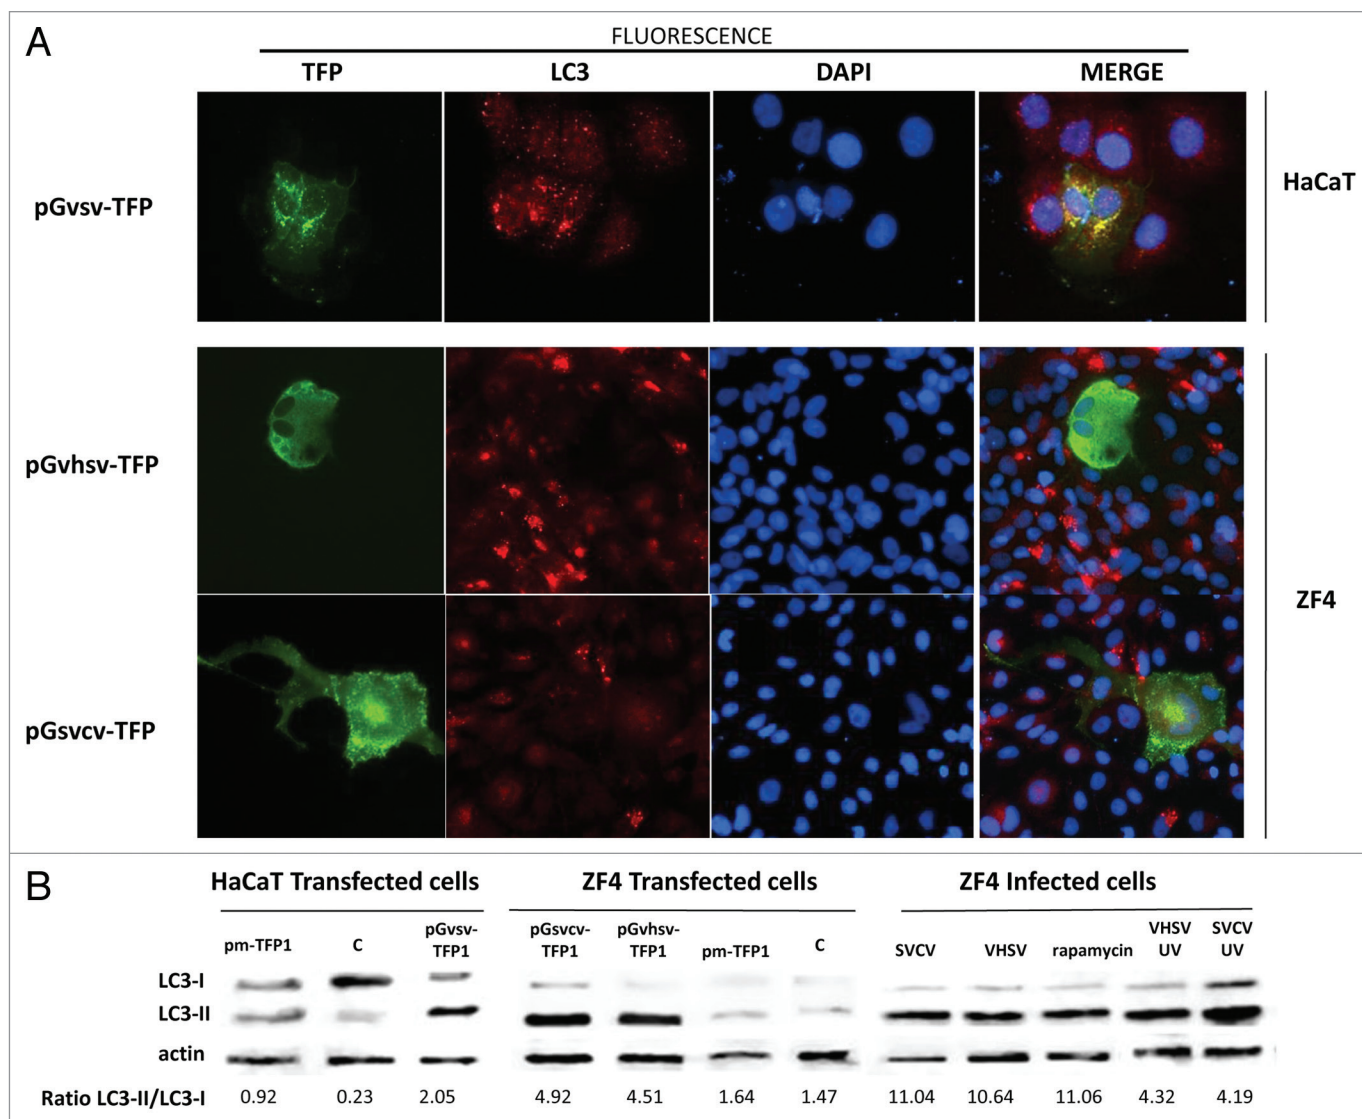 A
FLUORESCENCE
TFP LC3 DAPI MERGE
pGvsv-TFP
HaCaT
pGvhsv-TFP
ZF4
pGsvcv-TFP
B
HaCaT Transfected cells ZF4 Transfected cells ZF4 Infected cells
pm-TFP1 C pGvsv-TFP1 pGsvcv-TFP1 pGvhsv-TFP1 pm-TFP1 C SVCV VHSV rapamycin VHSV UV SVCV UV
LC3-I
LC3-II
actin
Ratio LC3-II/LC3-I 0.92 0.23 2.05 4.92 4.51 1.64 1.47 11.04 10.64 11.06 4.32 4.19